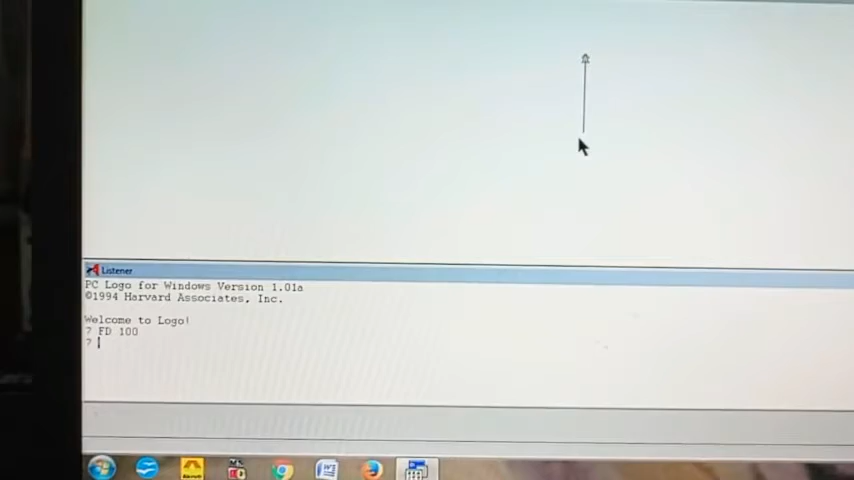 Listener
PC Logo for Windows Version 1.01a
©1994 Harvard Associates, Inc.
Welcome to Logo!
? FD 100
?